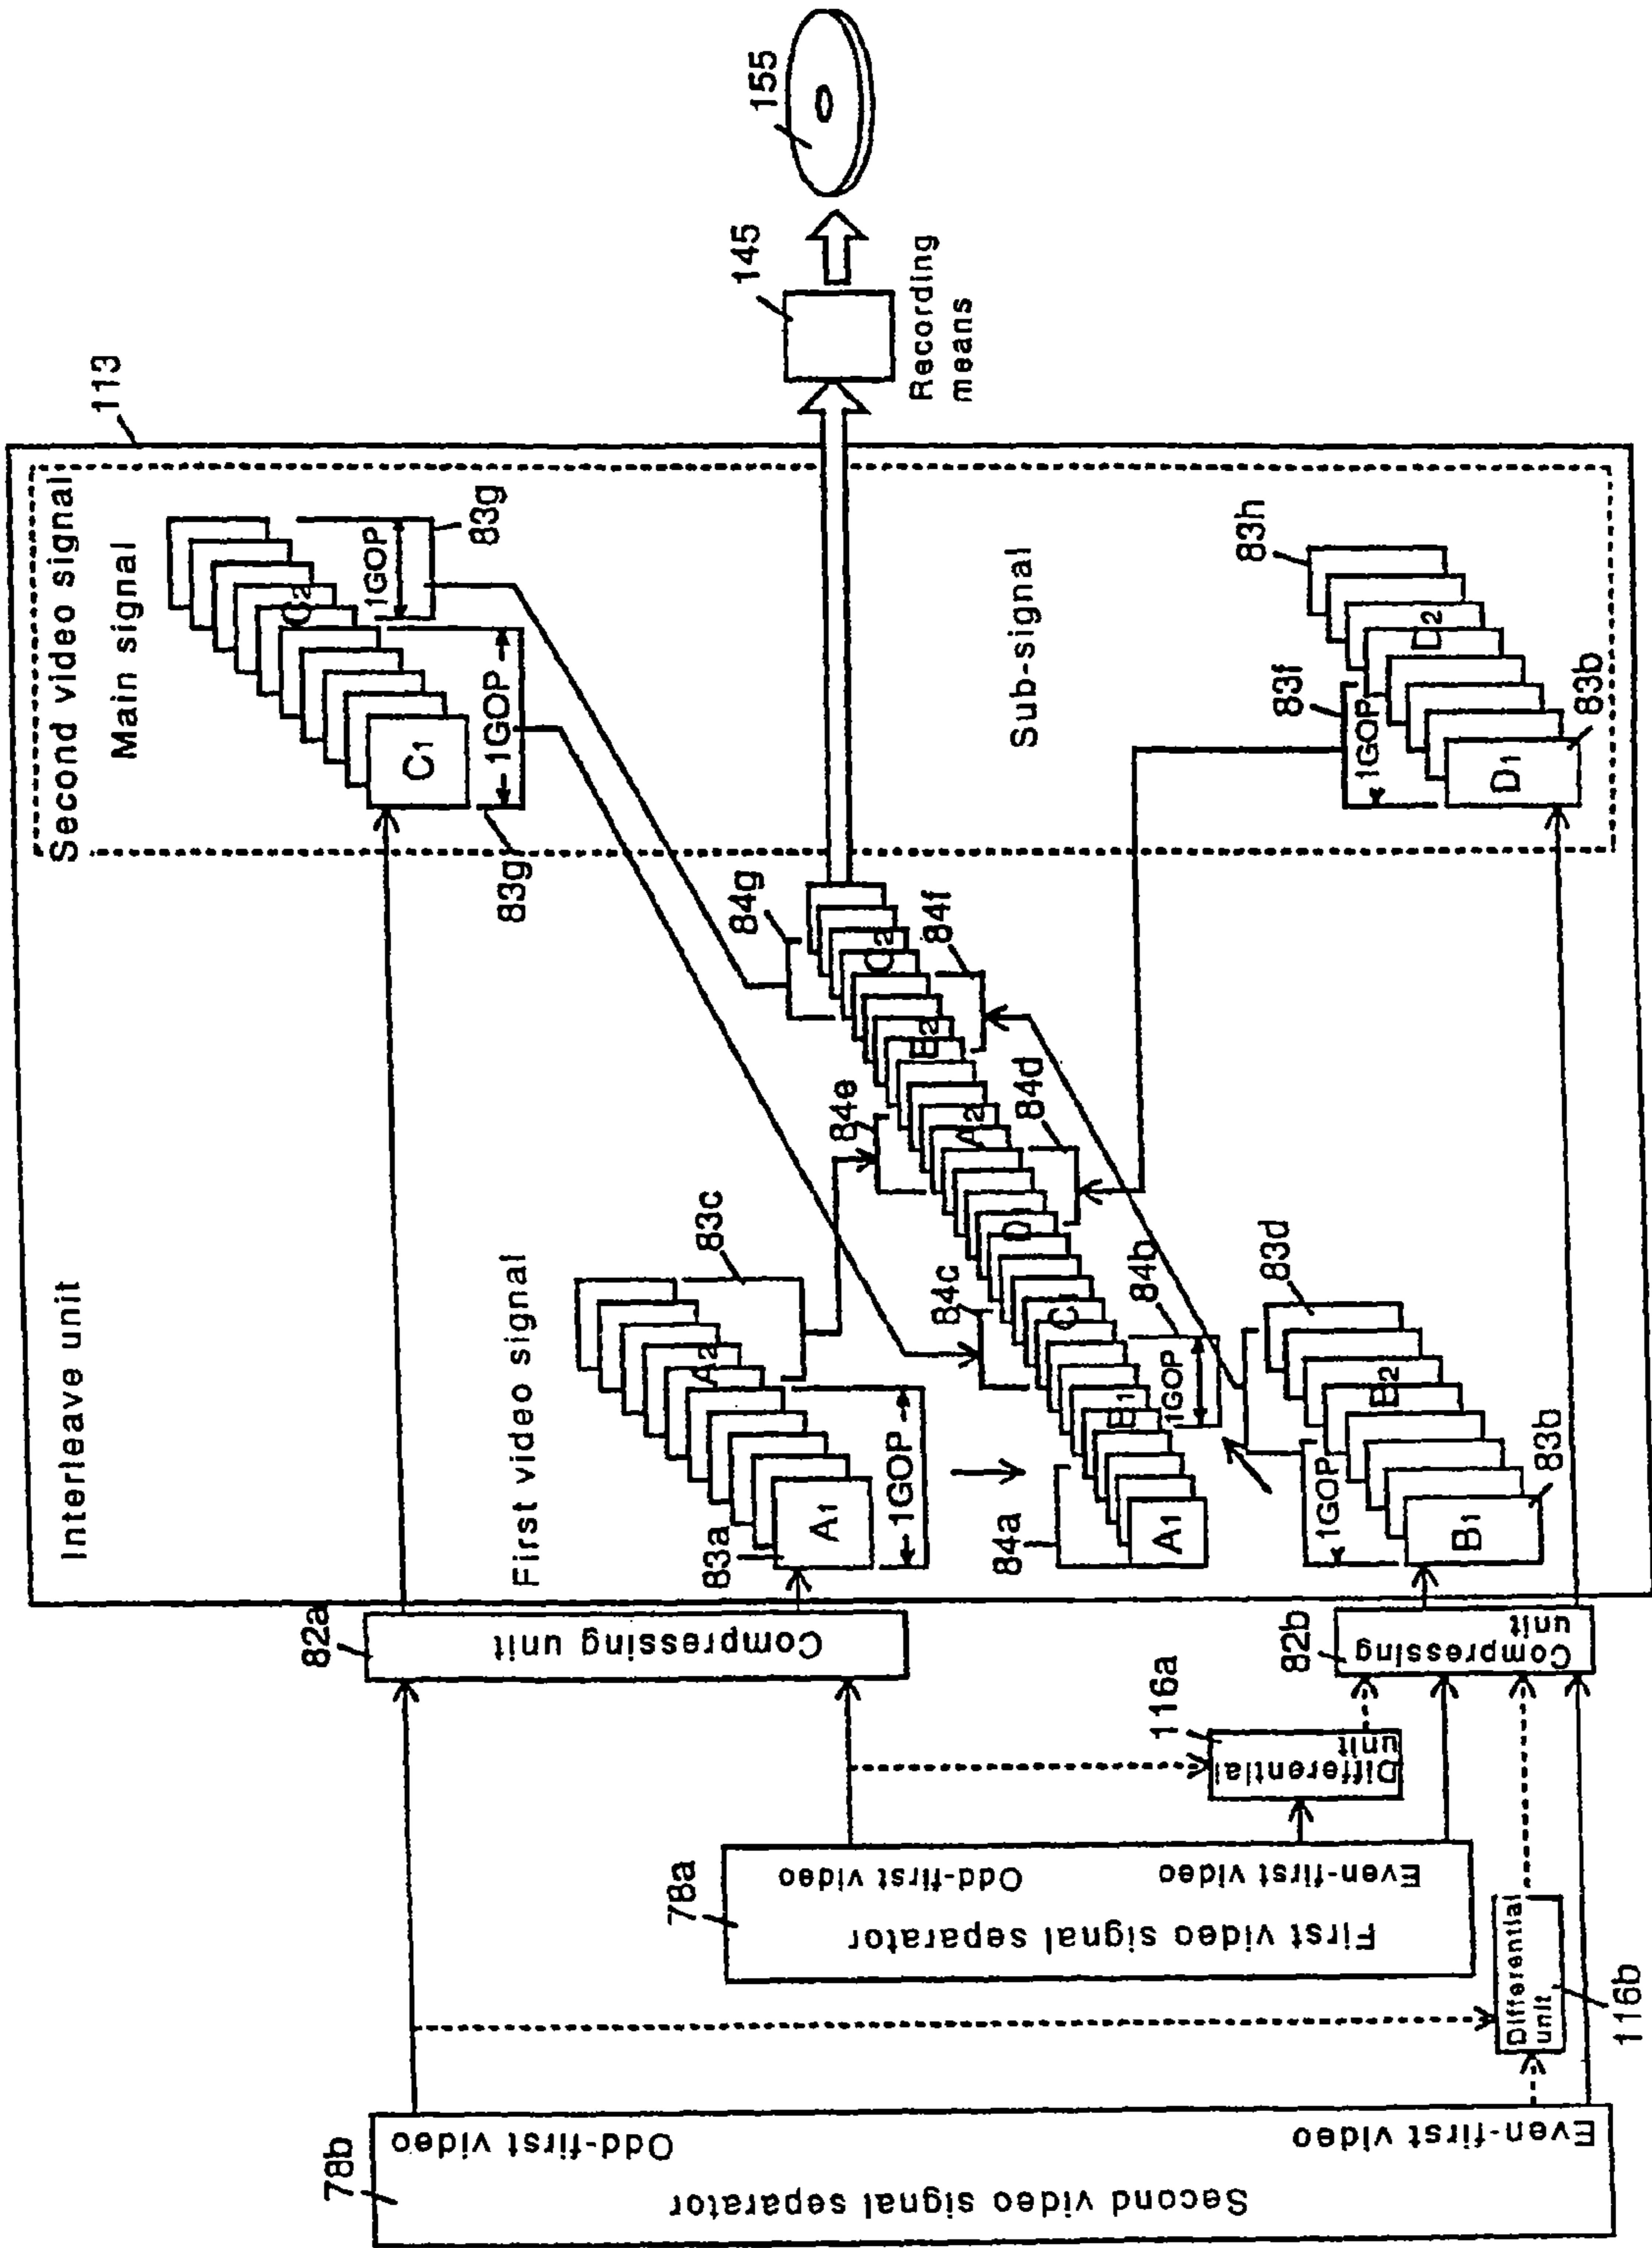 Interleave unit
113
Second video signal
Main signal
C1
C2
1GOP
1GOP
83g
83g
First video signal
83a
A1
A2
83c
1GOP
84a
A1
B1
84b
1GOP
84c
C
D
84d
84e
A2
B2
84f
84g
C2
145
Recording
means
155
Sub-signal
83h
D2
83f
1GOP
D1
83b
83d
B2
1GOP
B1
83b
82a
Compressing unit
82b
Compressing
unit
116a
Differential
unit
78a
Odd-first video
Even-first video
First video signal separator
Differential
unit
116b
78b
Odd-first video
Even-first video
Second video signal separator